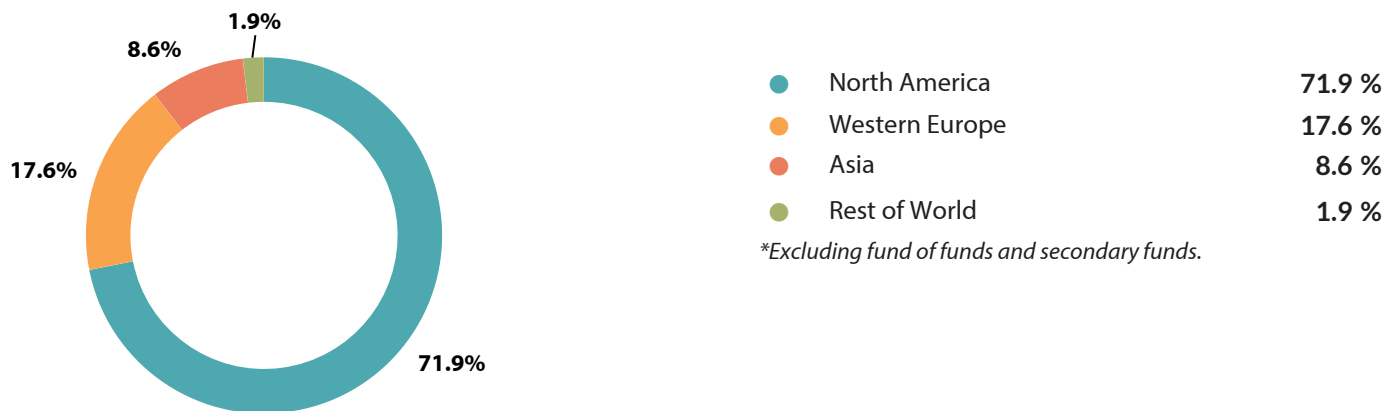 1.9%
8.6%
17.6%
71.9%
North America 71.9 %
Western Europe 17.6 %
Asia 8.6 %
Rest of World 1.9 %
*Excluding fund of funds and secondary funds.